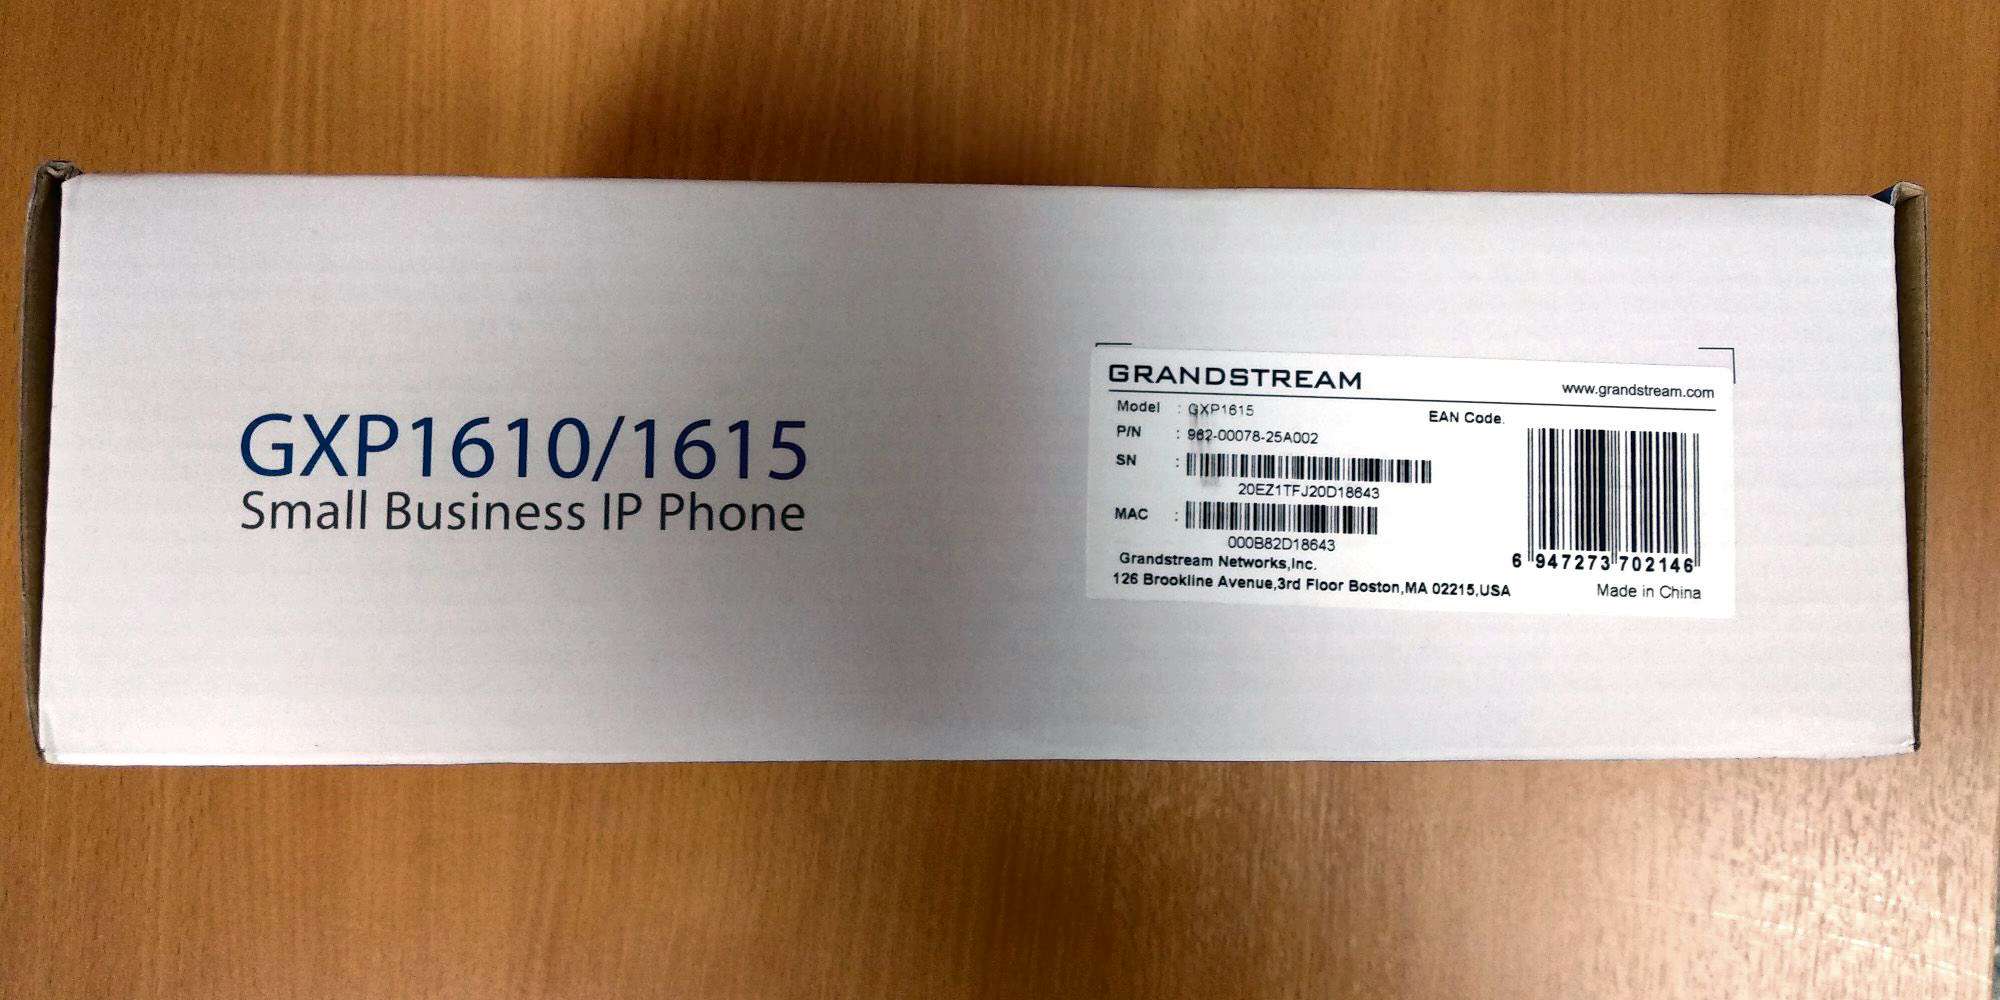 GXP1610/1615
Small Business IP Phone
GRANDSTREAM
www.grandstream.com
Model : GXP1615
EAN Code.
P/N : 962-00078-25A002
SN :
20EZ1TFJ20D18643
MAC :
000B82D18643
6 947273 702146
Grandstream Networks,Inc.
126 Brookline Avenue,3rd Floor Boston,MA 02215,USA
Made in China